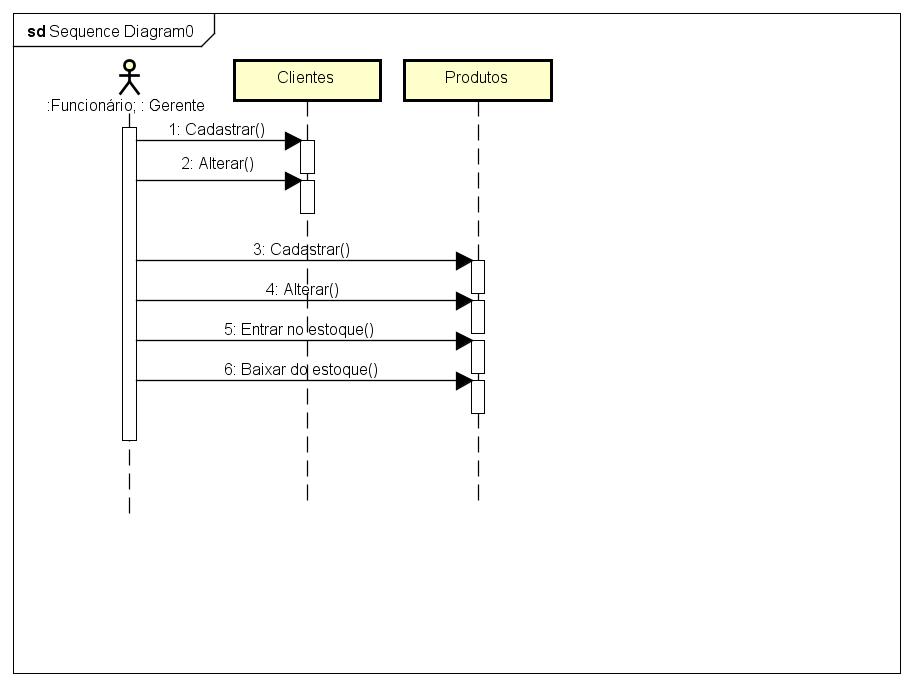 sd Sequence Diagram0
Clientes
Produtos
:Funcionário; : Gerente
1: Cadastrar()
2: Alterar()
3: Cadastrar()
4: Alterar()
5: Entrar no estoque()
6: Baixar do estoque()